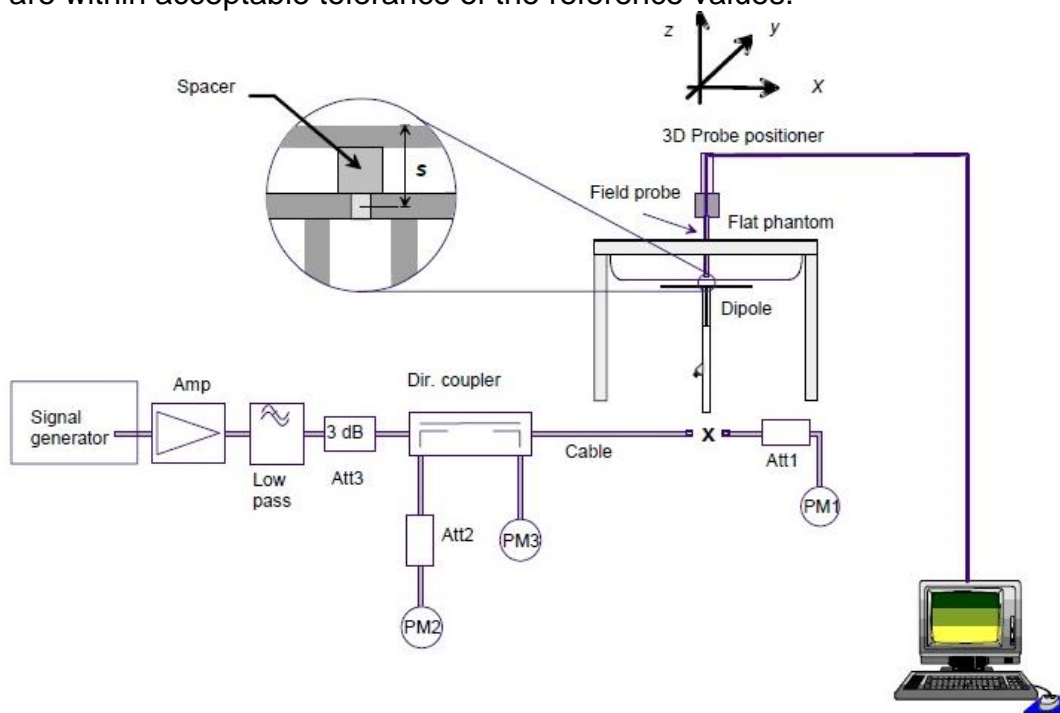 are within acceptable tolerance of the reference values.
z
y
X
Spacer
s
3D Probe positioner
Field probe
Flat phantom
Dipole
Signal
generator
Amp
Low
pass
3 dB
Att3
Dir. coupler
Cable
X
Att1
PM1
Att2
PM3
PM2